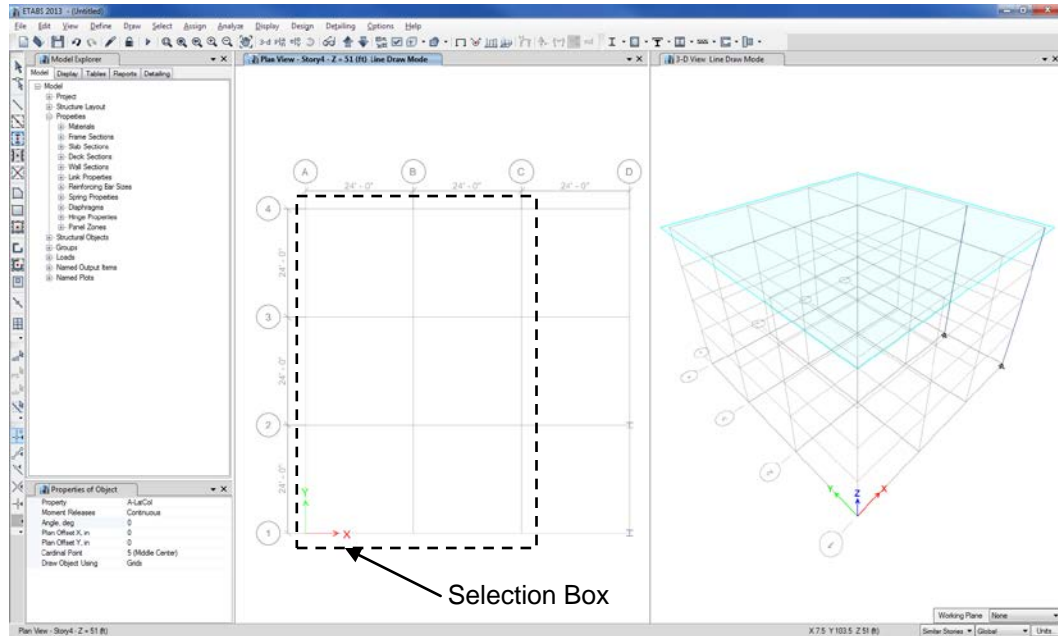 ETABS 2013 - (Untitled)
File Edit View Define Draw Select Assign Analyze Display Design Detailing Options Help
3-d
nd
Model Explorer
Plan View - Story4 - Z = 51 (ft) Line Draw Mode
3-D View Line Draw Mode
Model Display Tables Reports Detailing
Model
Project
Structure Layout
Properties
Materials
Frame Sections
Slab Sections
Deck Sections
Wall Sections
Link Properties
Reinforcing Bar Sizes
Spring Properties
Diaphragms
Hinge Properties
Panel Zones
Structural Objects
Groups
Loads
Named Output Items
Named Plots
A B C D
24' - 0" 24' - 0" 24' - 0"
4
24' - 0"
3
24' - 0"
2
24' - 0"
Y
1
X
Y Z X
Selection Box
Properties of Object
Property A-LatCol
Moment Releases Continuous
Angle, deg 0
Plan Offset X, in 0
Plan Offset Y, in 0
Cardinal Point 5 (Middle Center)
Draw Object Using Grids
Working Plane None
Plan View - Story4 - Z = 51 (ft)
X 7.5 Y 103.5 Z 51 (ft)
Similar Stories Global Units